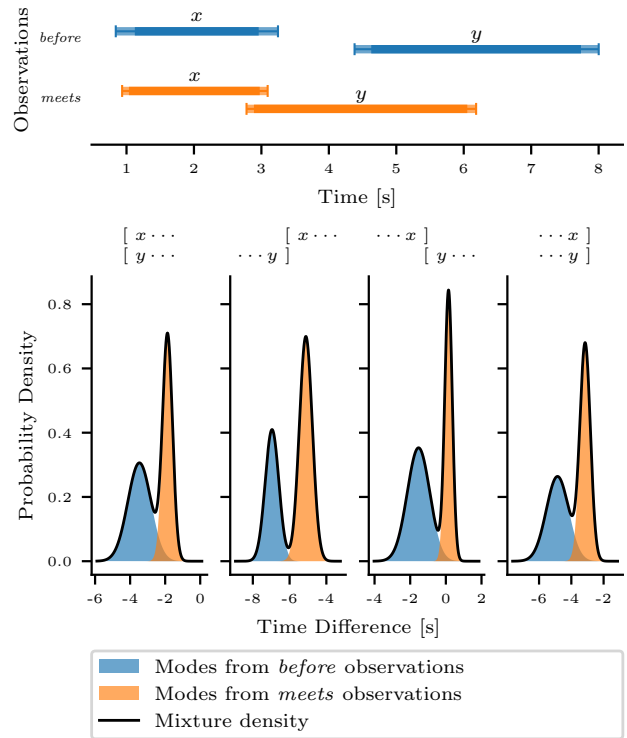 Observations
before
x
y
meets
x
y
1 2 3 4 5 6 7 8
Time [s]
[ x · · · [ x · · · · · · x ] · · · x ]
[ y · · · · · · y ] [ y · · · · · · y ]
Probability Density
0.8
0.6
0.4
0.2
0.0
-6 -4 -2 0 -8 -6 -4 -4 -2 0 2 -6 -4 -2
Time Difference [s]
Modes from before observations
Modes from meets observations
Mixture density